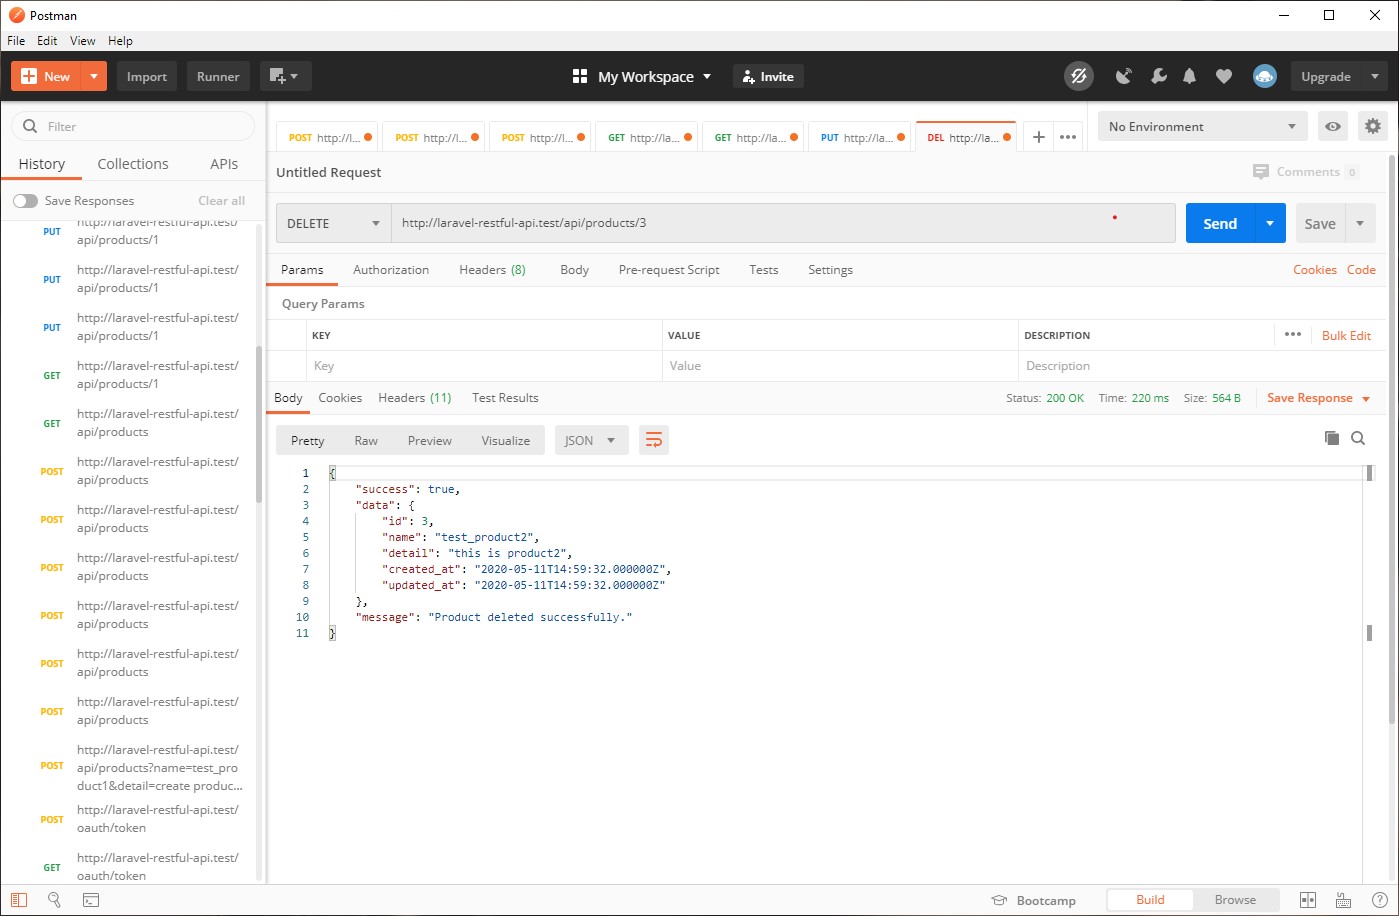 Postman
File Edit View Help
New Import Runner My Workspace Invite Upgrade
Filter
History Collections APIs
Save Responses Clear all
PUT http://laravel-restful-api.test/
api/products/1
PUT http://laravel-restful-api.test/
api/products/1
PUT http://laravel-restful-api.test/
api/products/1
GET http://laravel-restful-api.test/
api/products/1
GET http://laravel-restful-api.test/
api/products
POST http://laravel-restful-api.test/
api/products
POST http://laravel-restful-api.test/
api/products
POST http://laravel-restful-api.test/
api/products
POST http://laravel-restful-api.test/
api/products
POST http://laravel-restful-api.test/
api/products
POST http://laravel-restful-api.test/
api/products
POST http://laravel-restful-api.test/
api/products?name=test_pro
duct1&detail=create produc...
POST http://laravel-restful-api.test/
oauth/token
GET http://laravel-restful-api.test/
oauth/token
POST http://l... POST http://l... POST http://l... GET http://la... GET http://la... PUT http://la... DEL http://la... + ••• No Environment
Untitled Request Comments 0
DELETE http://laravel-restful-api.test/api/products/3 Send Save
Params Authorization Headers (8) Body Pre-request Script Tests Settings Cookies Code
Query Params
KEY VALUE DESCRIPTION ••• Bulk Edit
Key Value Description
Body Cookies Headers (11) Test Results Status: 200 OK Time: 220 ms Size: 564 B Save Response
Pretty Raw Preview Visualize JSON
1 {
2 "success": true,
3 "data": {
4 "id": 3,
5 "name": "test_product2",
6 "detail": "this is product2",
7 "created_at": "2020-05-11T14:59:32.000000Z",
8 "updated_at": "2020-05-11T14:59:32.000000Z"
9 },
10 "message": "Product deleted successfully."
11 }
Bootcamp Build Browse